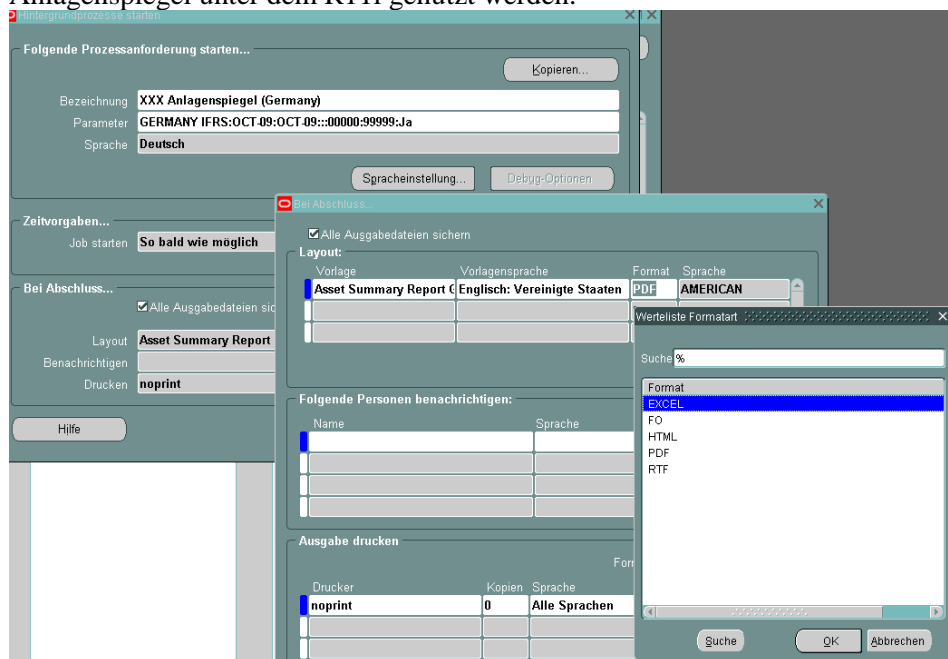 Anlagenspiegel unter dem RTH genutzt werden.
Hintergrundprozesse starten
Folgende Prozessanforderung starten...
Kopieren...
Bezeichnung XXX Anlagenspiegel (Germany)
Parameter GERMANY IFRS:OCT-09:OCT-09:::00000:99999:Ja
Sprache Deutsch
Spracheinstellung... Debug-Optionen
Zeitvorgaben...
Job starten So bald wie möglich
Bei Abschluss...
Alle Ausgabedateien sic
Layout Asset Summary Report
Benachrichtigen
Drucken noprint
Hilfe
Bei Abschluss...
Alle Ausgabedateien sichern
Layout:
Vorlage Vorlagensprache Format Sprache
Asset Summary Report G Englisch: Vereinigte Staaten PDF AMERICAN
Folgende Personen benachrichtigen:
Name Sprache
Ausgabe drucken
For
Drucker Kopien Sprache
noprint 0 Alle Sprachen
Werteliste Formatart
Suche %
Format
EXCEL
FO
HTML
PDF
RTF
Suche OK Abbrechen